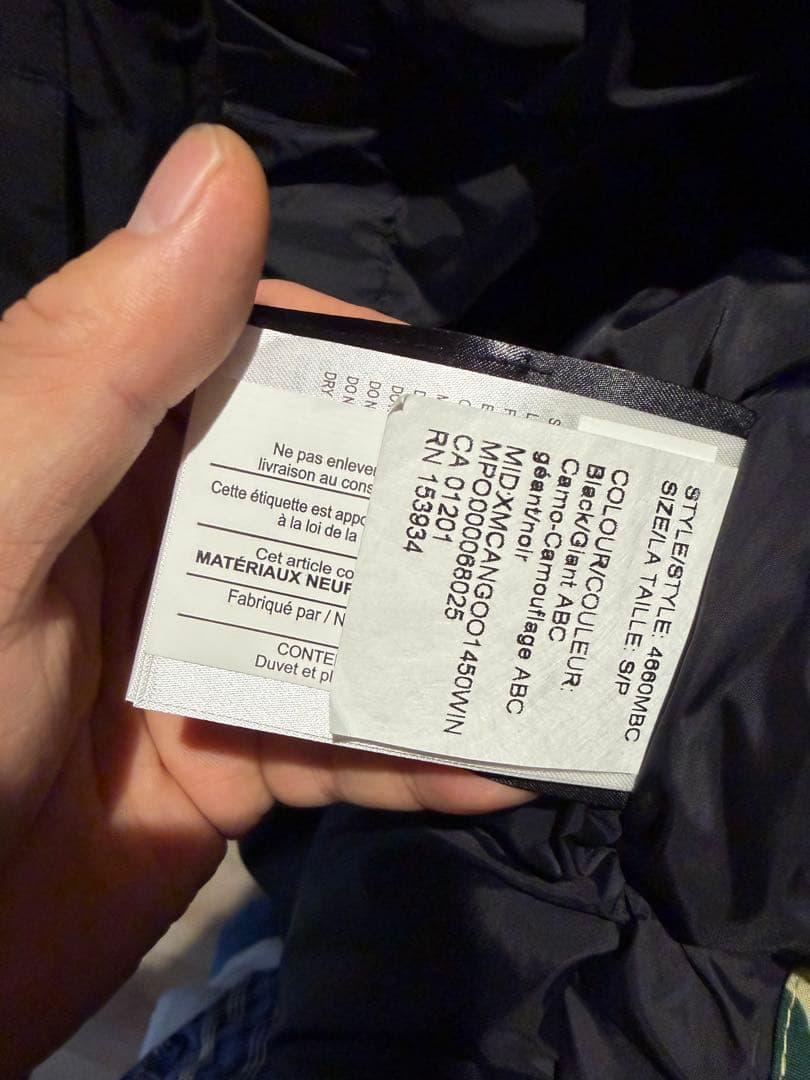 STYLE/STYLE: 4660MBC
SIZE/LA TAILLE: S/P
COLOUR/COULEUR:
Black/Giant ABC
Camo-Camouflage ABC
géant/noir
MID:XMCANGOO1450WIN
MPO000068025
CA 01201
RN 153934
Ne pas enlever
livraison au cons
Cette étiquette est appo
à la loi de la
Cet article co
MATÉRIAUX NEUF
Fabriqué par / N
CONTE
Duvet et pl
DO N
DO N
DRY